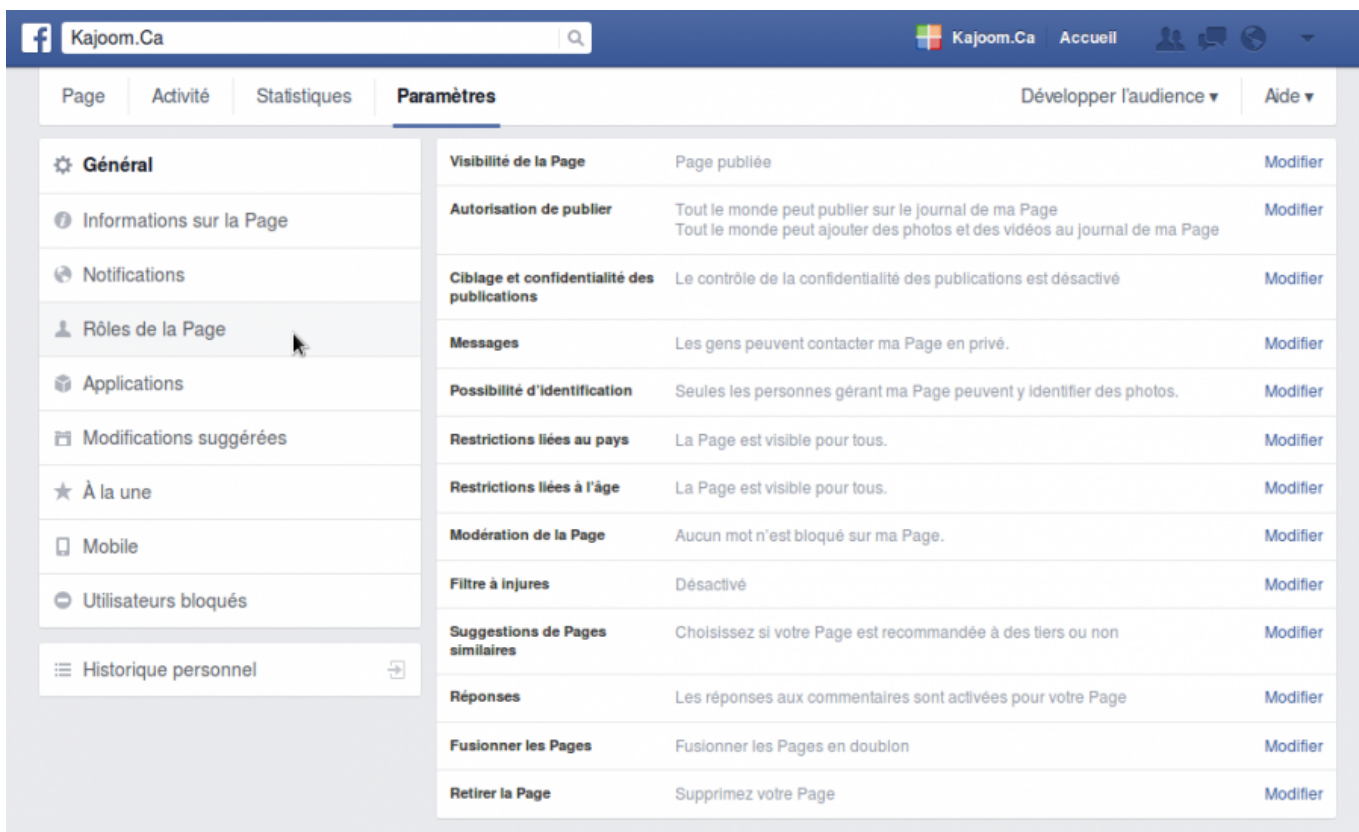 f Kajoom.Ca Kajoom.Ca Accueil
Page Activité Statistiques Paramètres Développer l'audience Aide
Général
Informations sur la Page
Notifications
Rôles de la Page
Applications
Modifications suggérées
À la une
Mobile
Utilisateurs bloqués
Historique personnel
Visibilité de la Page Page publiée Modifier
Autorisation de publier Tout le monde peut publier sur le journal de ma Page Modifier
Tout le monde peut ajouter des photos et des vidéos au journal de ma Page
Ciblage et confidentialité des Le contrôle de la confidentialité des publications est désactivé Modifier
publications
Messages Les gens peuvent contacter ma Page en privé. Modifier
Possibilité d'identification Seules les personnes gérant ma Page peuvent y identifier des photos. Modifier
Restrictions liées au pays La Page est visible pour tous. Modifier
Restrictions liées à l'âge La Page est visible pour tous. Modifier
Modération de la Page Aucun mot n'est bloqué sur ma Page. Modifier
Filtre à injures Désactivé Modifier
Suggestions de Pages Choisissez si votre Page est recommandée à des tiers ou non Modifier
similaires
Réponses Les réponses aux commentaires sont activées pour votre Page Modifier
Fusionner les Pages Fusionner les Pages en doublon Modifier
Retirer la Page Supprimez votre Page Modifier